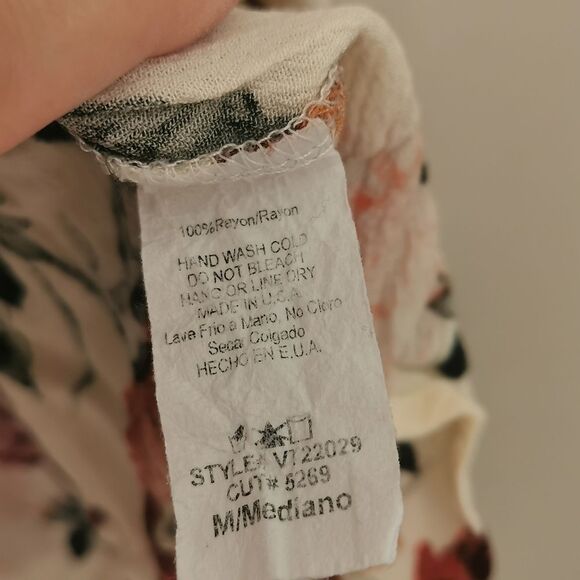 100%Rayon/Rayon
HAND WASH COLD
DO NOT BLEACH
HANG OR LINE DRY
MADE IN U.S.A.
Lava Frio a Mano, No Cloro
Secar Colgado
HECHO EN E.U.A.
STYLE# VT22029
CUT# 5269
M/Mediano